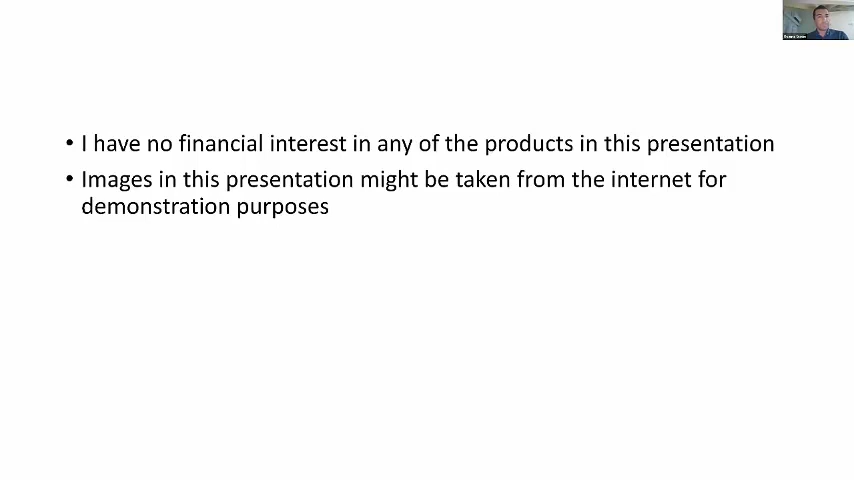 • I have no financial interest in any of the products in this presentation
• Images in this presentation might be taken from the internet for
demonstration purposes